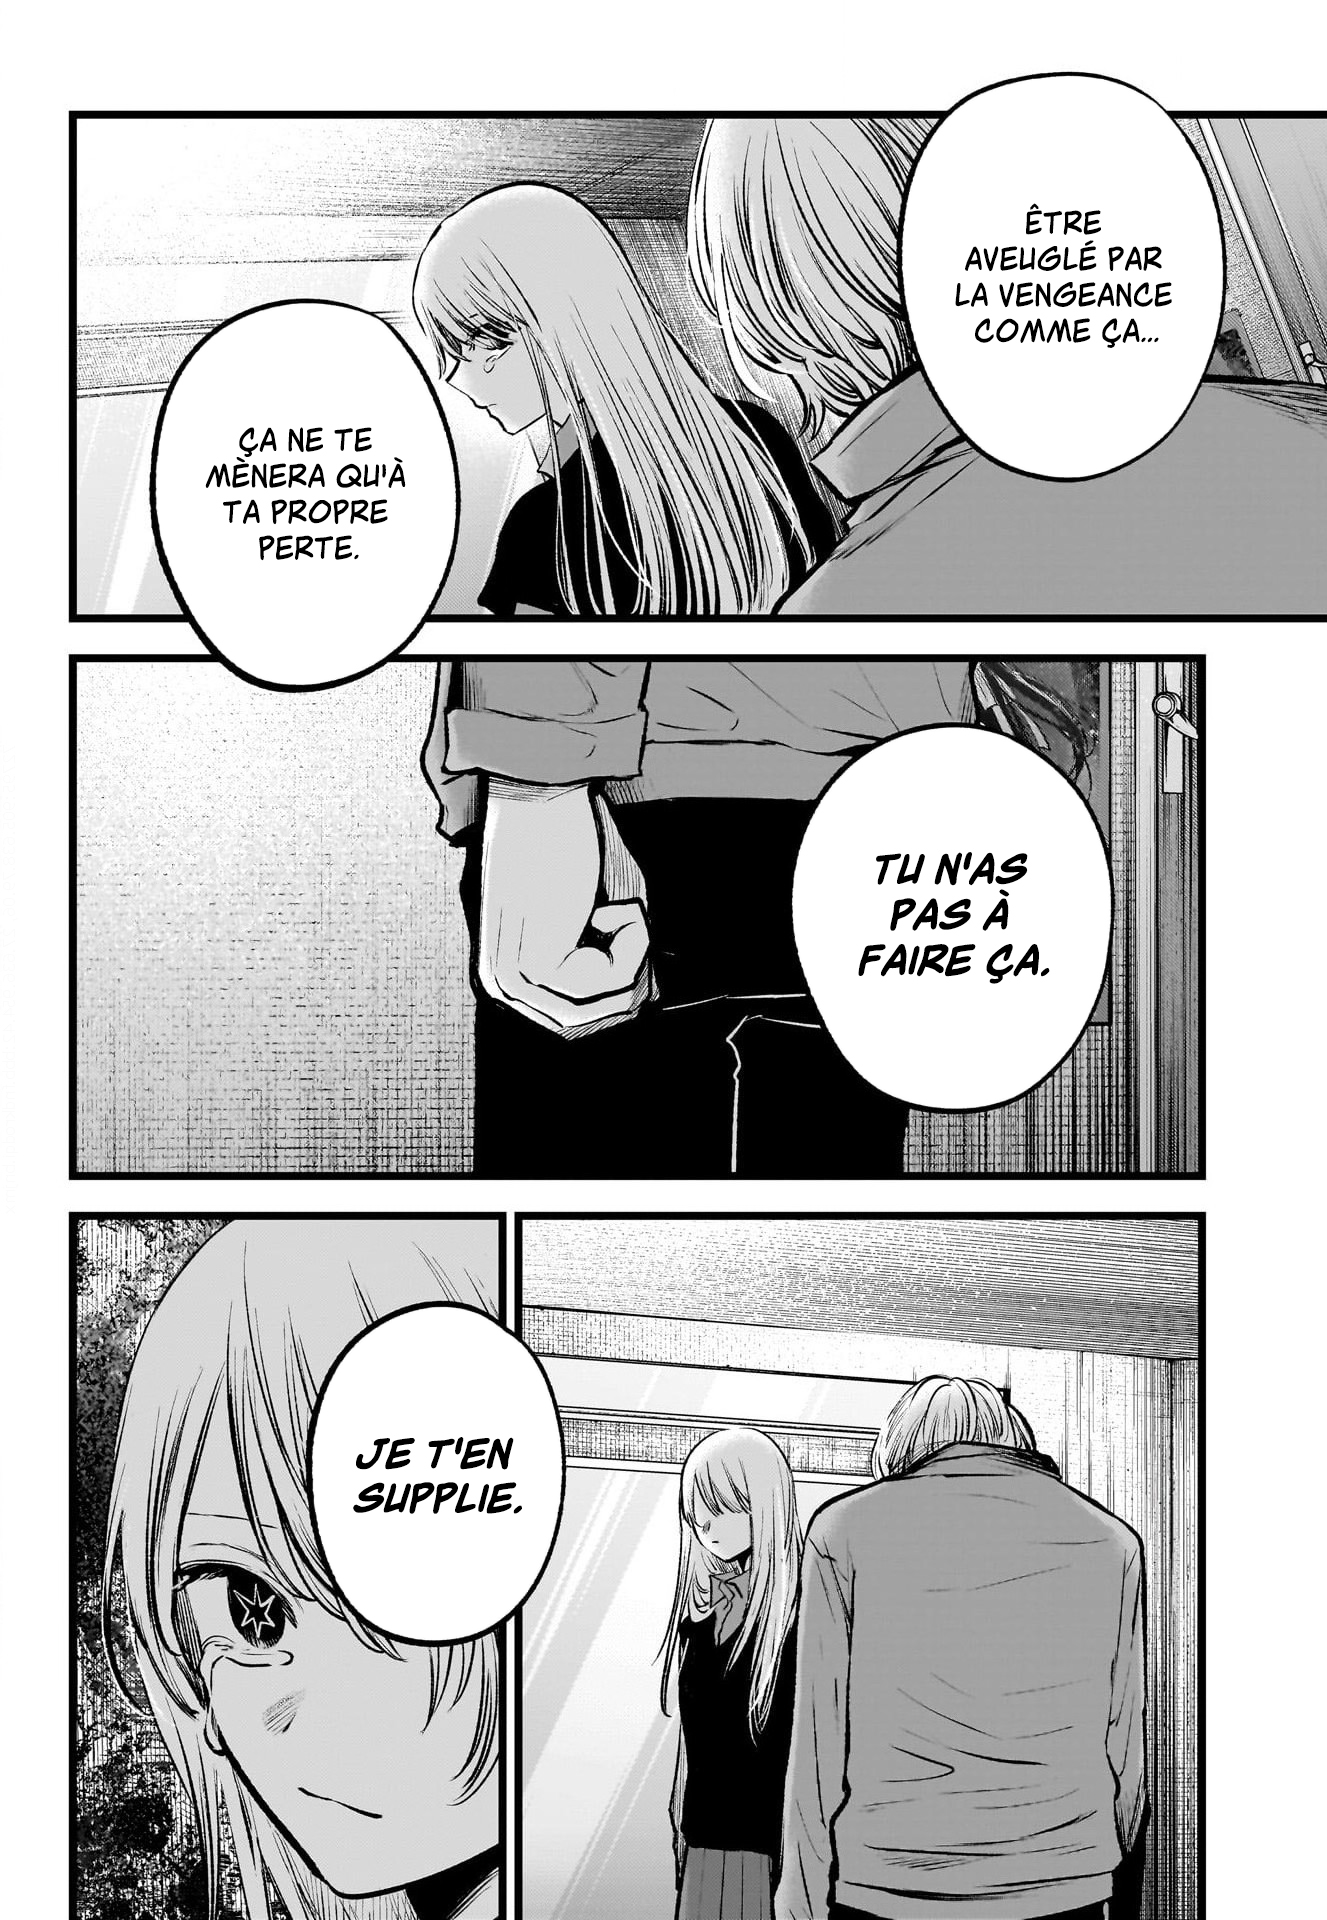 ÊTRE
AVEUGLÉ PAR
LA VENGEANCE
COMME ÇA...
ÇA NE TE
MÈNERA QU'À
TA PROPRE
PERTE.
TU N'AS
PAS À
FAIRE ÇA.
JE T'EN
SUPPLIE.